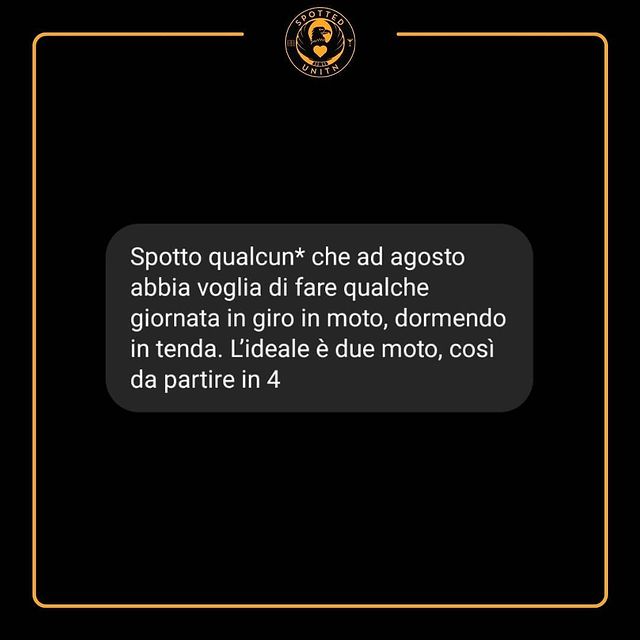 SPOTTED
UNITN
Spotto qualcun* che ad agosto
abbia voglia di fare qualche
giornata in giro in moto, dormendo
in tenda. L’ideale è due moto, così
da partire in 4